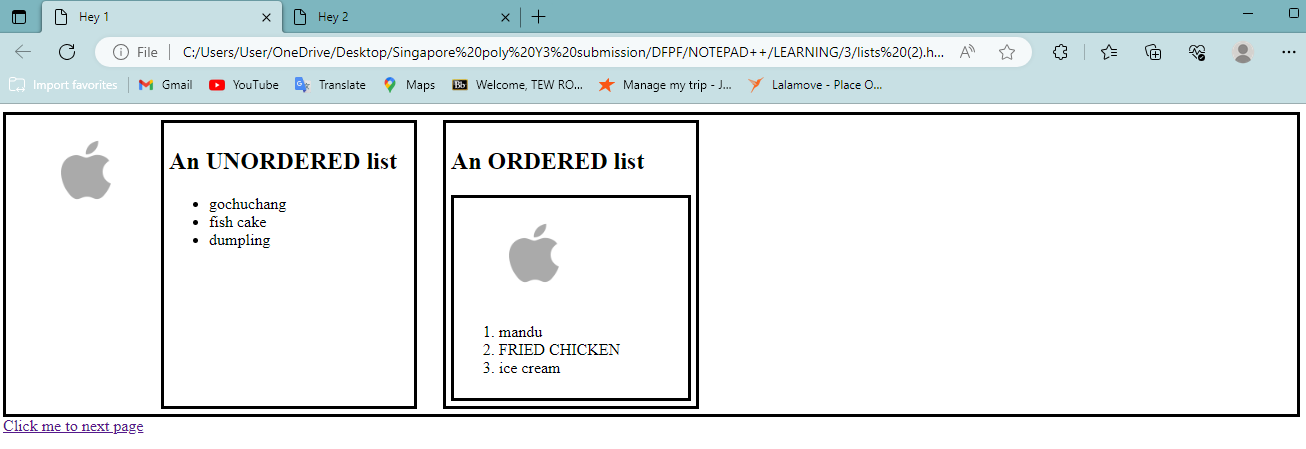 Hey 1
Hey 2
File
C:/Users/User/OneDrive/Desktop/Singapore%20poly%20Y3%20submission/DFPF/NOTEPAD++/LEARNING/3/lists%20(2).h...
Import favorites
Gmail
YouTube
Translate
Maps
Bb
Welcome, TEW RO...
Manage my trip - J...
Lalamove - Place O...
An UNORDERED list
• gochuchang
• fish cake
• dumpling
An ORDERED list
1. mandu
2. FRIED CHICKEN
3. ice cream
Click me to next page